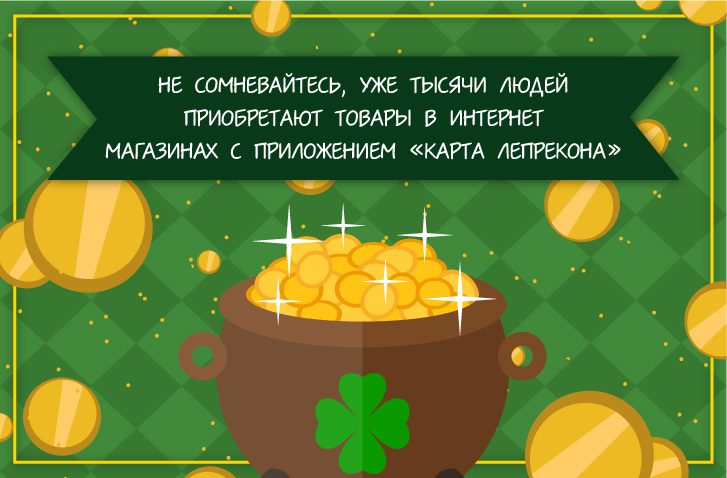 НЕ СОМНЕВАЙТЕСЬ, УЖЕ ТЫСЯЧИ ЛЮДЕЙ
ПРИОБРЕТАЮТ ТОВАРЫ В ИНТЕРНЕТ
МАГАЗИНАХ С ПРИЛОЖЕНИЕМ «КАРТА ЛЕПРЕКОНА»